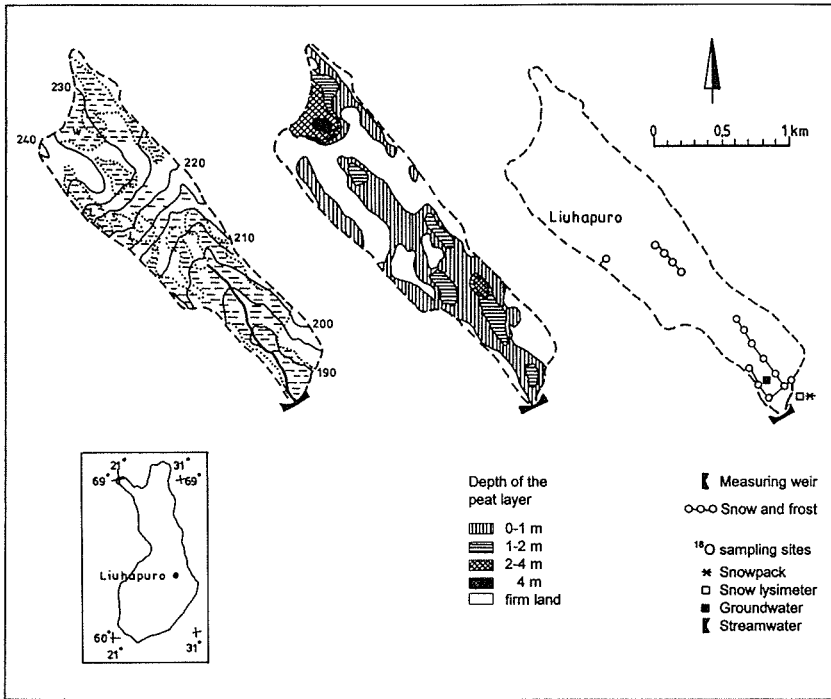 230
240
220
210
200
190
0 0,5 1 km
Liuhapuro
21° 31°
69° 69°
Liuhapuro
60°
21° 31°
Depth of the
peat layer
0-1 m
1-2 m
2-4 m
4 m
firm land
Measuring weir
Snow and frost
¹⁸O sampling sites
Snowpack
Snow lysimeter
Groundwater
Streamwater